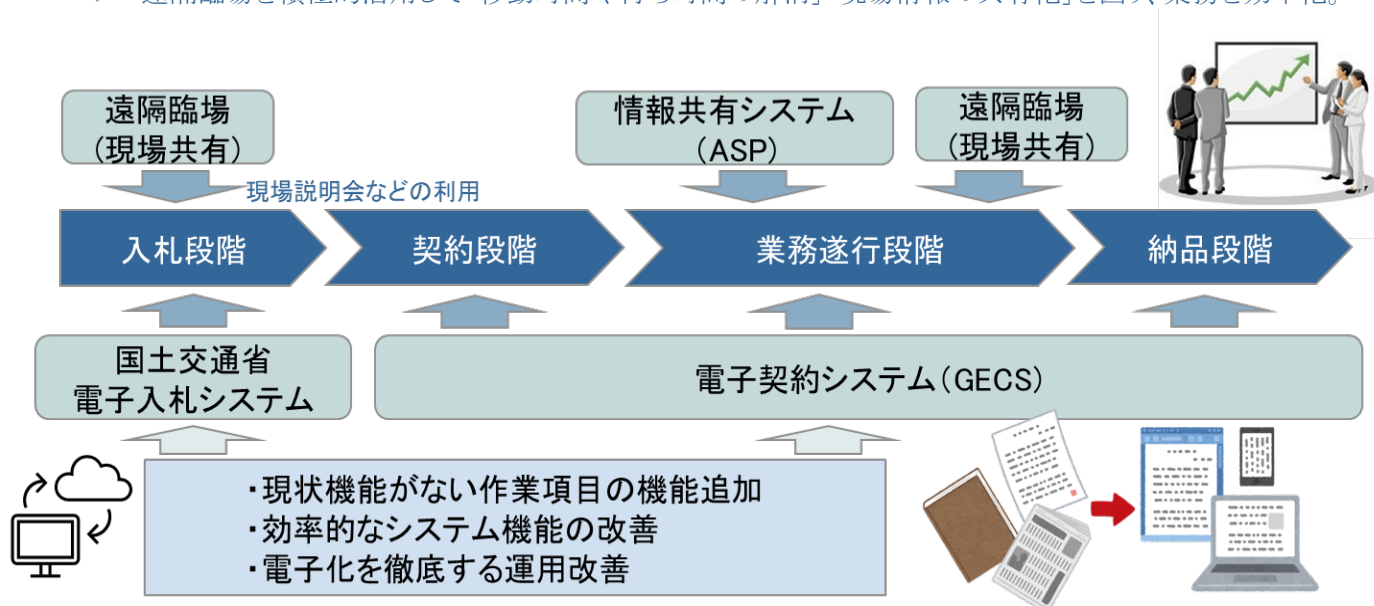 遠隔臨場
(現場共有)
情報共有システム
(ASP)
遠隔臨場
(現場共有)
現場説明会などの利用
入札段階
契約段階
業務遂行段階
納品段階
国土交通省
電子入札システム
電子契約システム(GECS)
・現状機能がない作業項目の機能追加
・効率的なシステム機能の改善
・電子化を徹底する運用改善